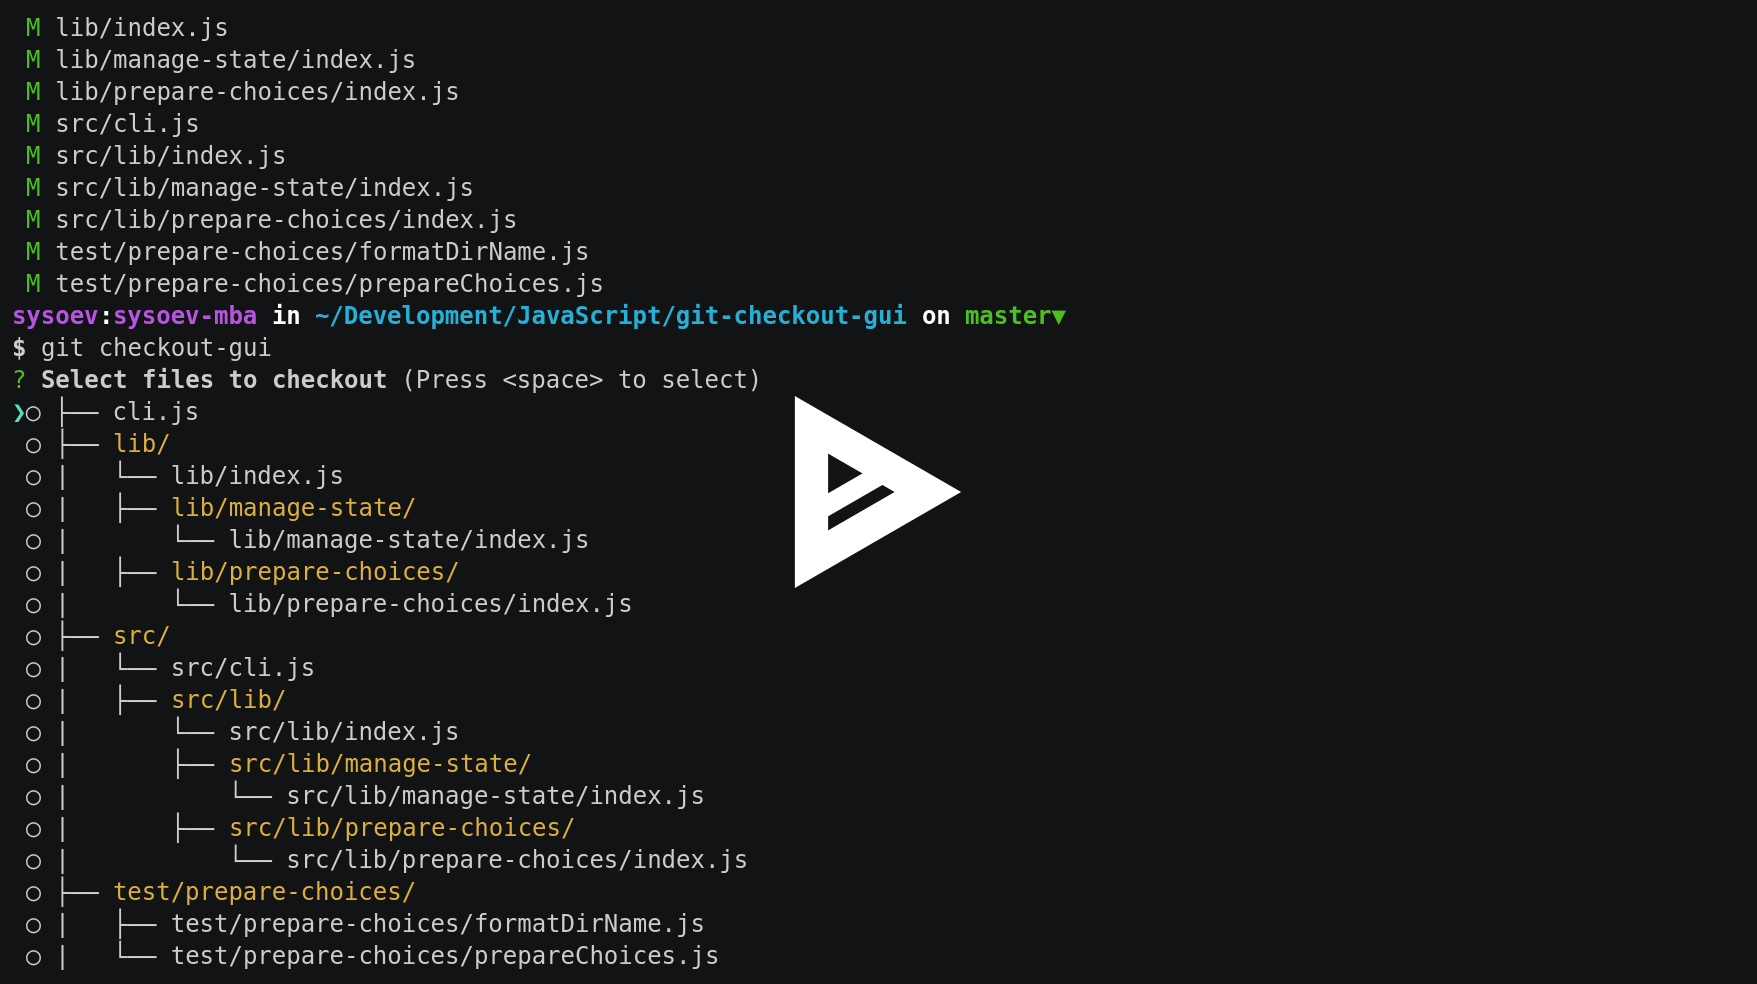 M lib/index.js
M lib/manage-state/index.js
M lib/prepare-choices/index.js
M src/cli.js
M src/lib/index.js
M src/lib/manage-state/index.js
M src/lib/prepare-choices/index.js
M test/prepare-choices/formatDirName.js
M test/prepare-choices/prepareChoices.js
sysoev:sysoev-mba in ~/Development/JavaScript/git-checkout-gui on master▼
$ git checkout-gui
? Select files to checkout (Press <space> to select)
❯○ ├── cli.js
○ ├── lib/
○ |   └── lib/index.js
○ |   ├── lib/manage-state/
○ |       └── lib/manage-state/index.js
○ |   ├── lib/prepare-choices/
○ |       └── lib/prepare-choices/index.js
○ ├── src/
○ |   └── src/cli.js
○ |   ├── src/lib/
○ |       └── src/lib/index.js
○ |       ├── src/lib/manage-state/
○ |           └── src/lib/manage-state/index.js
○ |       ├── src/lib/prepare-choices/
○ |           └── src/lib/prepare-choices/index.js
○ ├── test/prepare-choices/
○ |   ├── test/prepare-choices/formatDirName.js
○ |   └── test/prepare-choices/prepareChoices.js